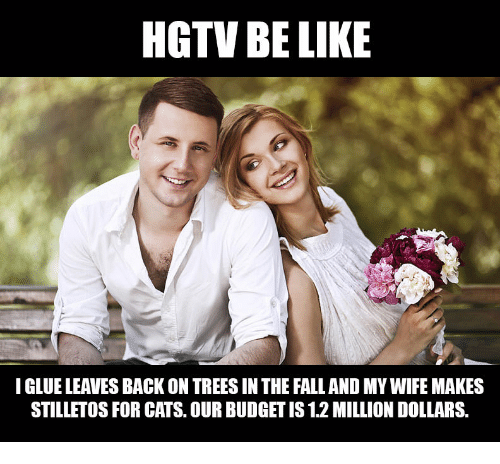 HGTV BE LIKE
I GLUE LEAVES BACK ON TREES IN THE FALL AND MY WIFE MAKES
STILLETOS FOR CATS. OUR BUDGET IS 1.2 MILLION DOLLARS.